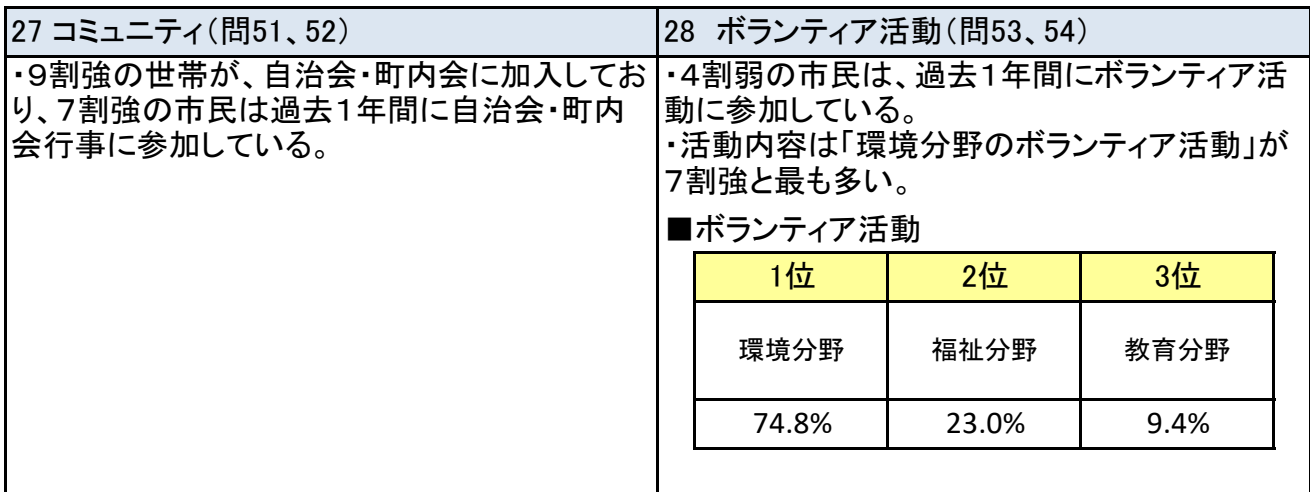 27 コミュニティ(問51、52)
・9割強の世帯が、自治会・町内会に加入してお
り、7割強の市民は過去1年間に自治会・町内
会行事に参加している。
28 ボランティア活動(問53、54)
・4割弱の市民は、過去1年間にボランティア活
動に参加している。
・活動内容は「環境分野のボランティア活動」が
7割強と最も多い。
■ボランティア活動
1位 2位 3位
環境分野 福祉分野 教育分野
74.8% 23.0% 9.4%